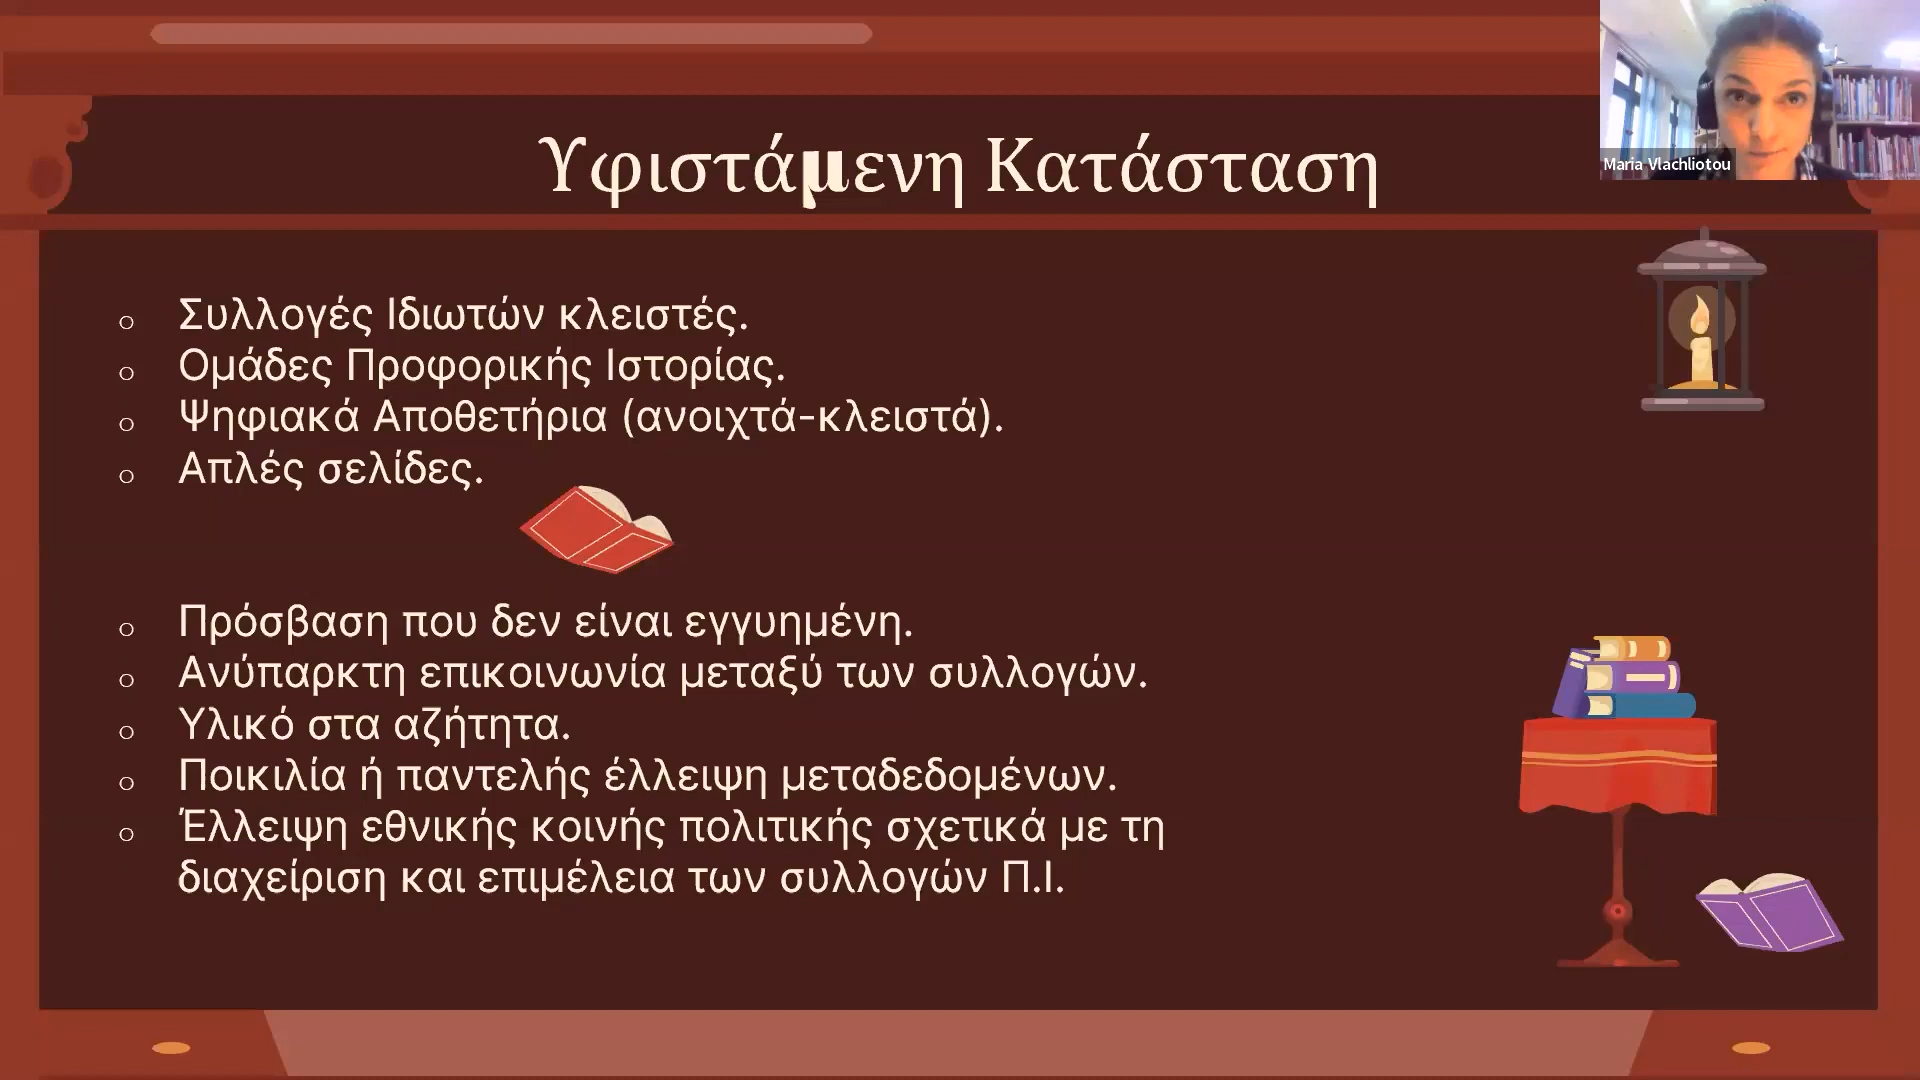 Υφιστάμενη Κατάσταση
Maria Vlachliotou
o Συλλογές Ιδιωτών κλειστές.
o Ομάδες Προφορικής Ιστορίας.
o Ψηφιακά Αποθετήρια (ανοιχτά-κλειστά).
o Απλές σελίδες.
o Πρόσβαση που δεν είναι εγγυημένη.
o Ανύπαρκτη επικοινωνία μεταξύ των συλλογών.
o Υλικό στα αζήτητα.
o Ποικιλία ή παντελής έλλειψη μεταδεδομένων.
o Έλλειψη εθνικής κοινής πολιτικής σχετικά με τη
διαχείριση και επιμέλεια των συλλογών Π.Ι.